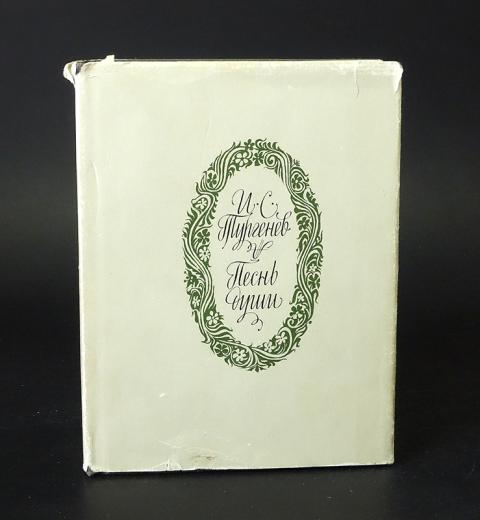 И. С.
Тургенев
Песнь
души